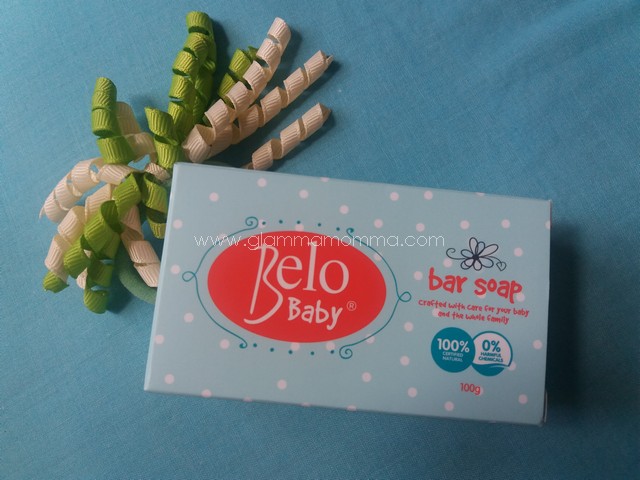 www.glammamomma.com
Belo
Baby®
bar soap
crafted with care for your baby
and the whole family
100%
CERTIFIED
NATURAL
0%
HARMFUL
CHEMICALS
100g